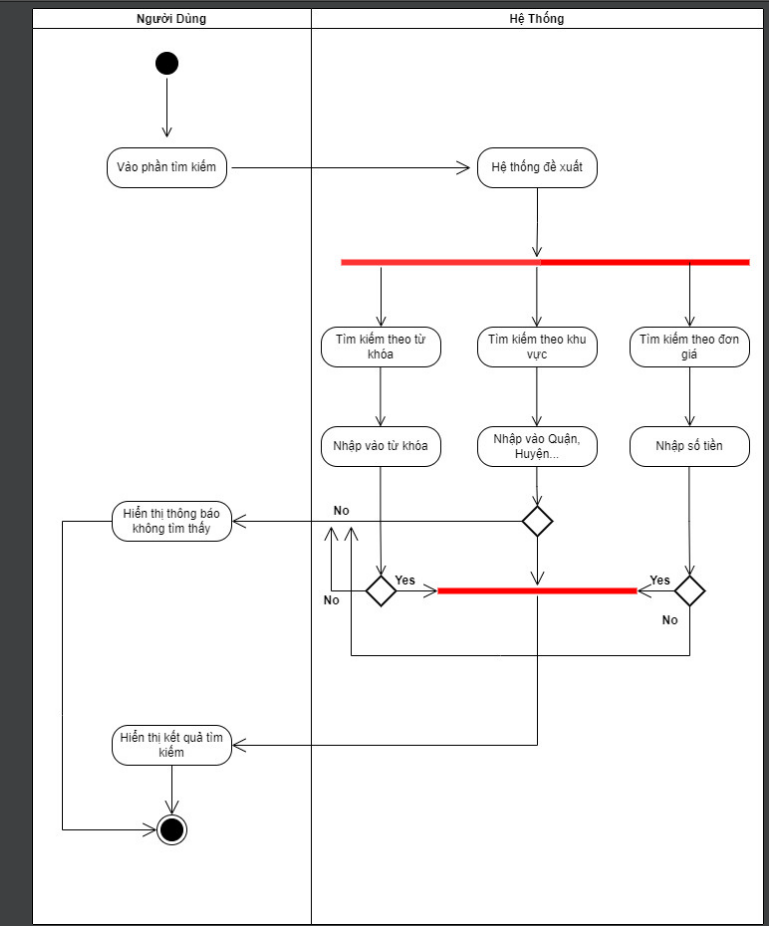 Người Dùng
Hệ Thống
Vào phần tìm kiếm
Hệ thống đề xuất
Tìm kiếm theo từ
khóa
Tìm kiếm theo khu
vực
Tìm kiếm theo đơn
giá
Nhập vào từ khóa
Nhập vào Quận,
Huyện...
Nhập số tiền
Hiển thị thông báo
không tìm thấy
No
Yes
No
Yes
No
Hiển thị kết quả tìm
kiếm